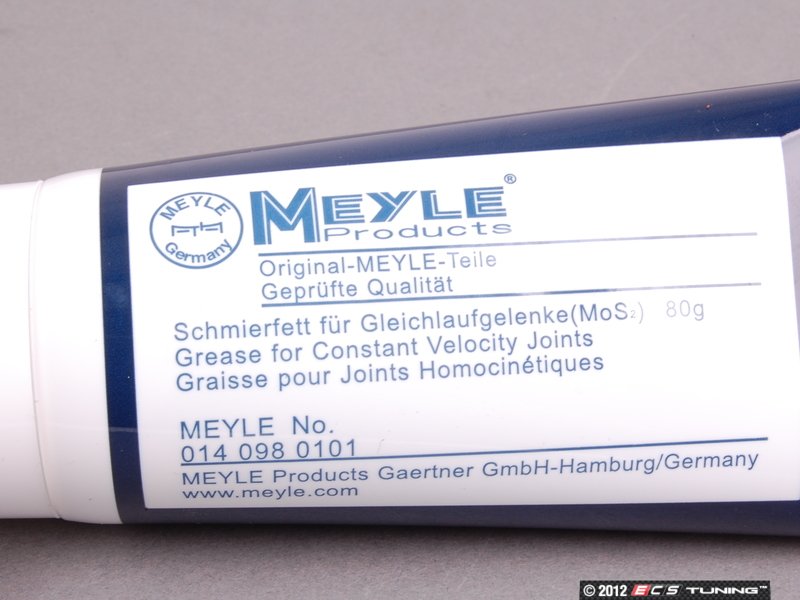 MEYLE
Germany
MEYLE®
Products
Original-MEYLE-Teile
Geprüfte Qualität
Schmierfett für Gleichlaufgelenke(MoS₂) 80g
Grease for Constant Velocity Joints
Graisse pour Joints Homocinétiques
MEYLE No.
014 098 0101
MEYLE Products Gaertner GmbH-Hamburg/Germany
www.meyle.com
© 2012 ECS TUNING™